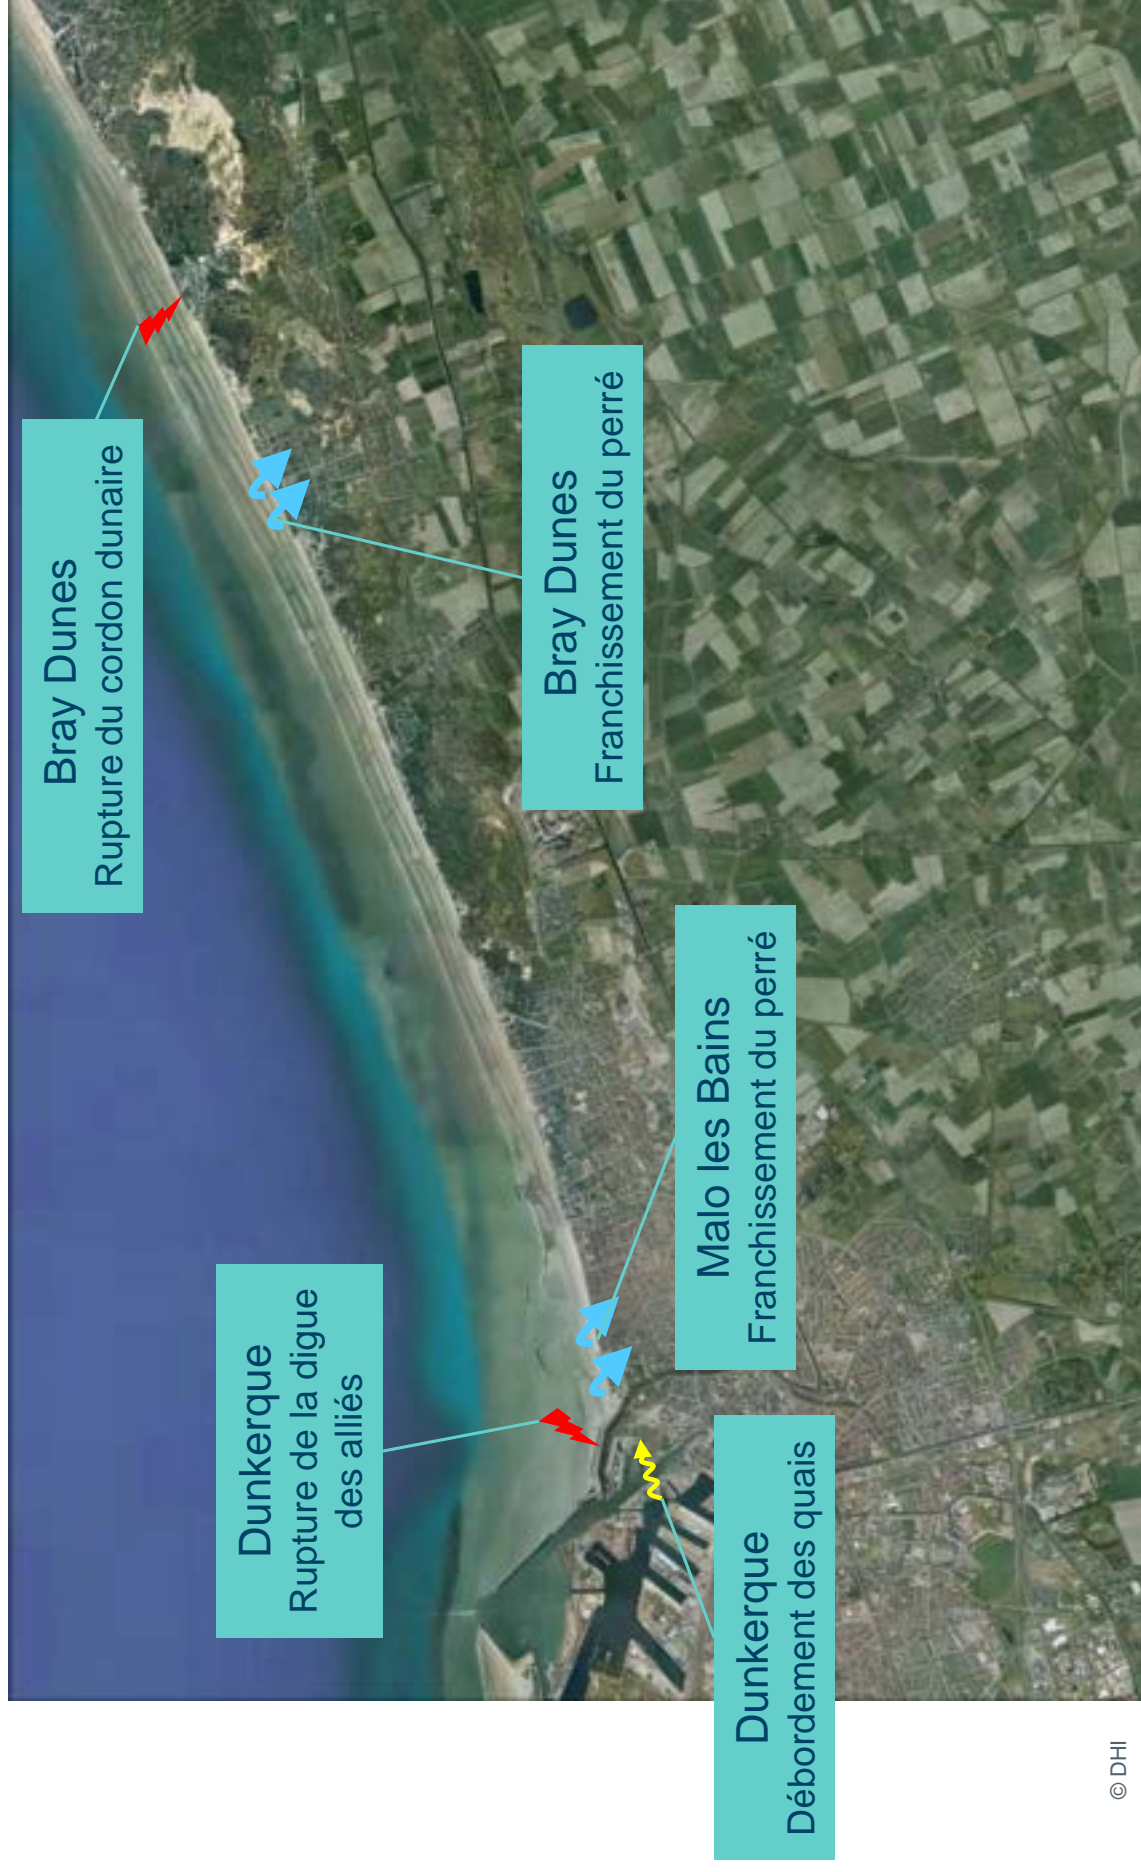 Dunkerque
Rupture de la digue
des alliés
Bray Dunes
Rupture du cordon dunaire
Bray Dunes
Franchissement du perré
Malo les Bains
Franchissement du perré
Dunkerque
Débordement des quais
© DHI